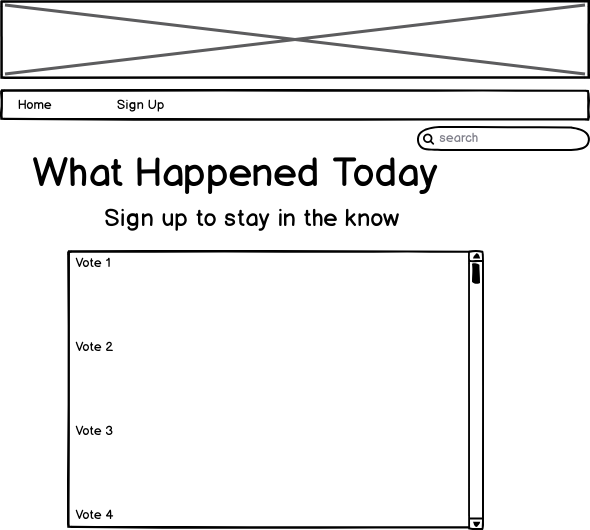 Home
Sign Up
search
What Happened Today
Sign up to stay in the know
Vote 1
Vote 2
Vote 3
Vote 4